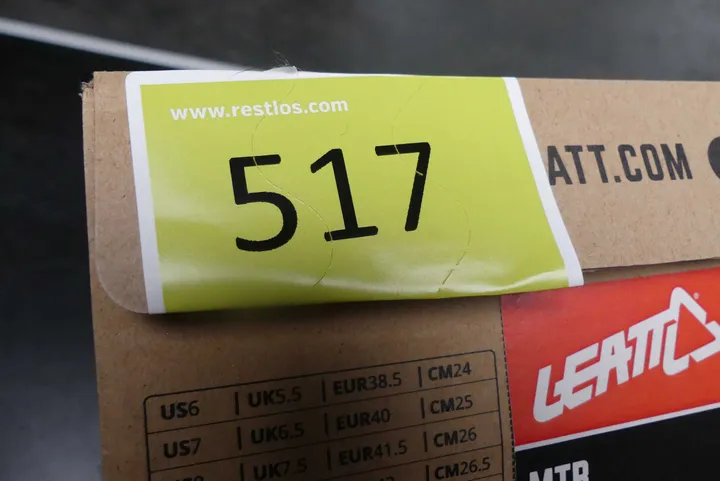 www.restlos.com
517
ATT.COM
LEATT
US6 | UK5.5 | EUR38.5 | CM24
US7 | UK6.5 | EUR40 | CM25
UK7.5 | EUR41.5 | CM26
CM26.5
MTB